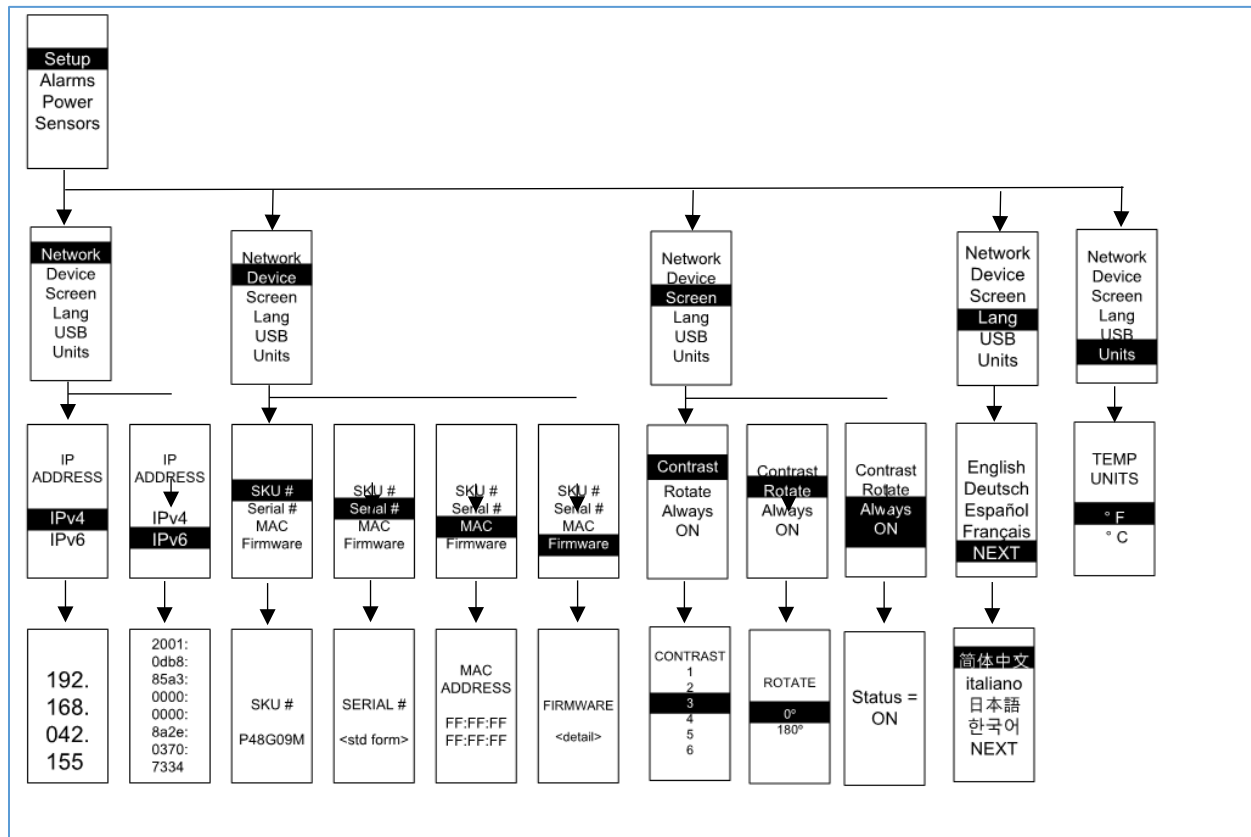 Setup
Alarms
Power
Sensors
Network
Device
Screen
Lang
USB
Units
Network
Device
Screen
Lang
USB
Units
Network
Device
Screen
Lang
USB
Units
Network
Device
Screen
Lang
USB
Units
Network
Device
Screen
Lang
USB
Units
IP
ADDRESS
IPv4
IPv6
IP
ADDRESS
IPv4
IPv6
SKU #
Serial #
MAC
Firmware
SKU #
Serial #
MAC
Firmware
SKU #
Serial #
MAC
Firmware
SKU #
Serial #
MAC
Firmware
Contrast
Rotate
Always
ON
Contrast
Rotate
Always
ON
Contrast
Rotate
Always
ON
English
Deutsch
Español
Français
NEXT
TEMP
UNITS
° F
° C
192.
168.
042.
155
2001:
0db8:
85a3:
0000:
0000:
8a2e:
0370:
7334
SKU #
P48G09M
SERIAL #
<std form>
MAC
ADDRESS
FF:FF:FF
FF:FF:FF
FIRMWARE
<detail>
CONTRAST
1
2
3
4
5
6
ROTATE
0º
180º
Status =
ON
简体中文
italiano
日本語
한국어
NEXT